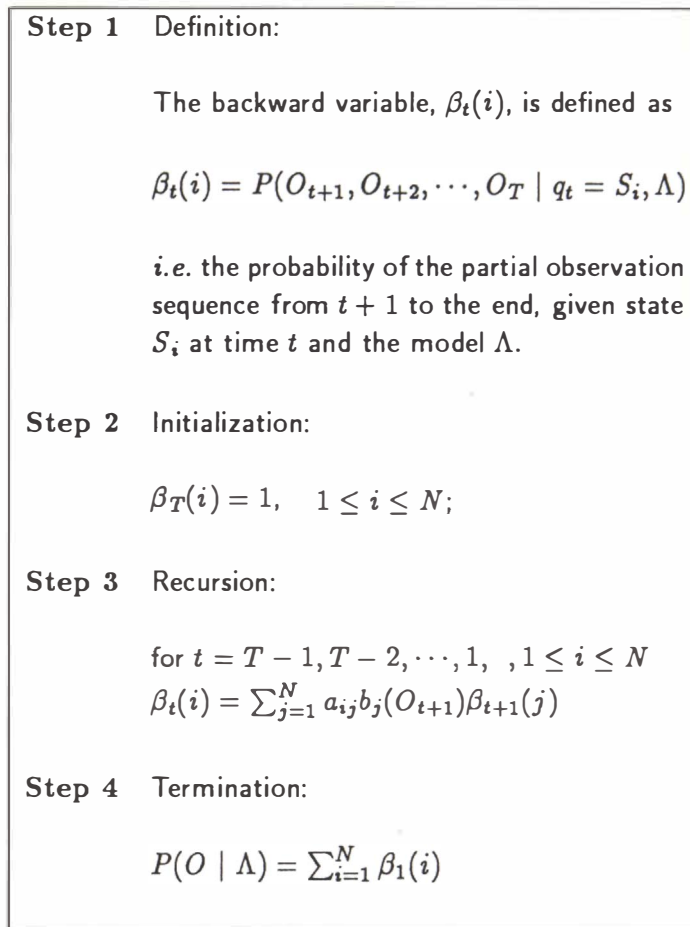 Step 1 Definition:
The backward variable, β_t(i), is defined as
β_t(i) = P(O_{t+1}, O_{t+2}, ···, O_T | q_t = S_i, Λ)
i.e. the probability of the partial observation
sequence from t + 1 to the end, given state
S_i at time t and the model Λ.
Step 2 Initialization:
β_T(i) = 1, 1 ≤ i ≤ N;
Step 3 Recursion:
for t = T − 1, T − 2, ···, 1, , 1 ≤ i ≤ N
β_t(i) = ∑_{j=1}^{N} a_{ij}b_j(O_{t+1})β_{t+1}(j)
Step 4 Termination:
P(O | Λ) = ∑_{i=1}^{N} β_1(i)